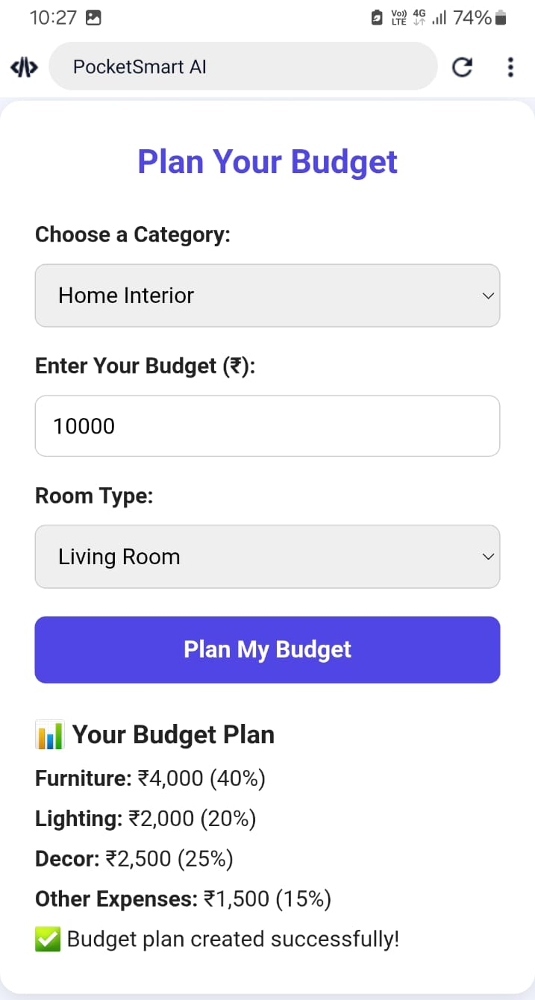 10:27 Vo)) LTE 4G 74%
PocketSmart AI
Plan Your Budget
Choose a Category:
Home Interior
Enter Your Budget (₹):
10000
Room Type:
Living Room
Plan My Budget
📊 Your Budget Plan
Furniture: ₹4,000 (40%)
Lighting: ₹2,000 (20%)
Decor: ₹2,500 (25%)
Other Expenses: ₹1,500 (15%)
✅ Budget plan created successfully!